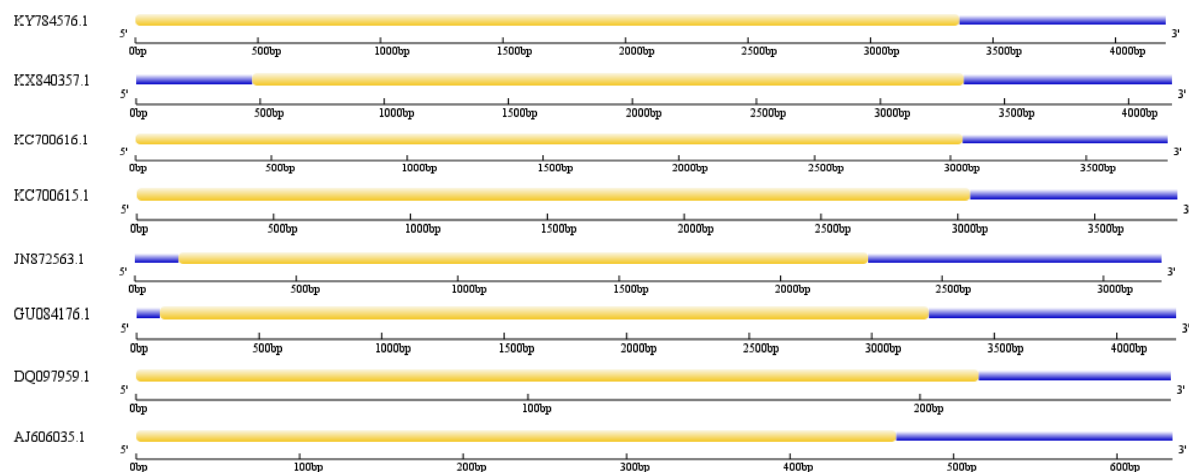 KY784576.1
5' 3'
0bp 500bp 1000bp 1500bp 2000bp 2500bp 3000bp 3500bp 4000bp
KX840357.1
5' 3'
0bp 500bp 1000bp 1500bp 2000bp 2500bp 3000bp 3500bp 4000bp
KC700616.1
5' 3'
0bp 500bp 1000bp 1500bp 2000bp 2500bp 3000bp 3500bp
KC700615.1
5' 3
0bp 500bp 1000bp 1500bp 2000bp 2500bp 3000bp 3500bp
JN872563.1
5' 3'
0bp 500bp 1000bp 1500bp 2000bp 2500bp 3000bp
GU084176.1
5' 3'
0bp 500bp 1000bp 1500bp 2000bp 2500bp 3000bp 3500bp 4000bp
DQ097959.1
5' 3'
0bp 100bp 200bp
AJ606035.1
5' 3'
0bp 100bp 200bp 300bp 400bp 500bp 600bp